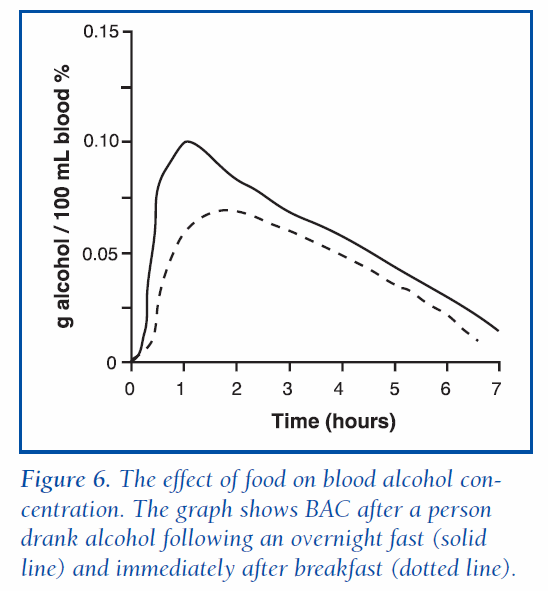 0.15
0.10
0.05
0
g alcohol / 100 mL blood %
0 1 2 3 4 5 6 7
Time (hours)
Figure 6. The effect of food on blood alcohol con-
centration. The graph shows BAC after a person
drank alcohol following an overnight fast (solid
line) and immediately after breakfast (dotted line).